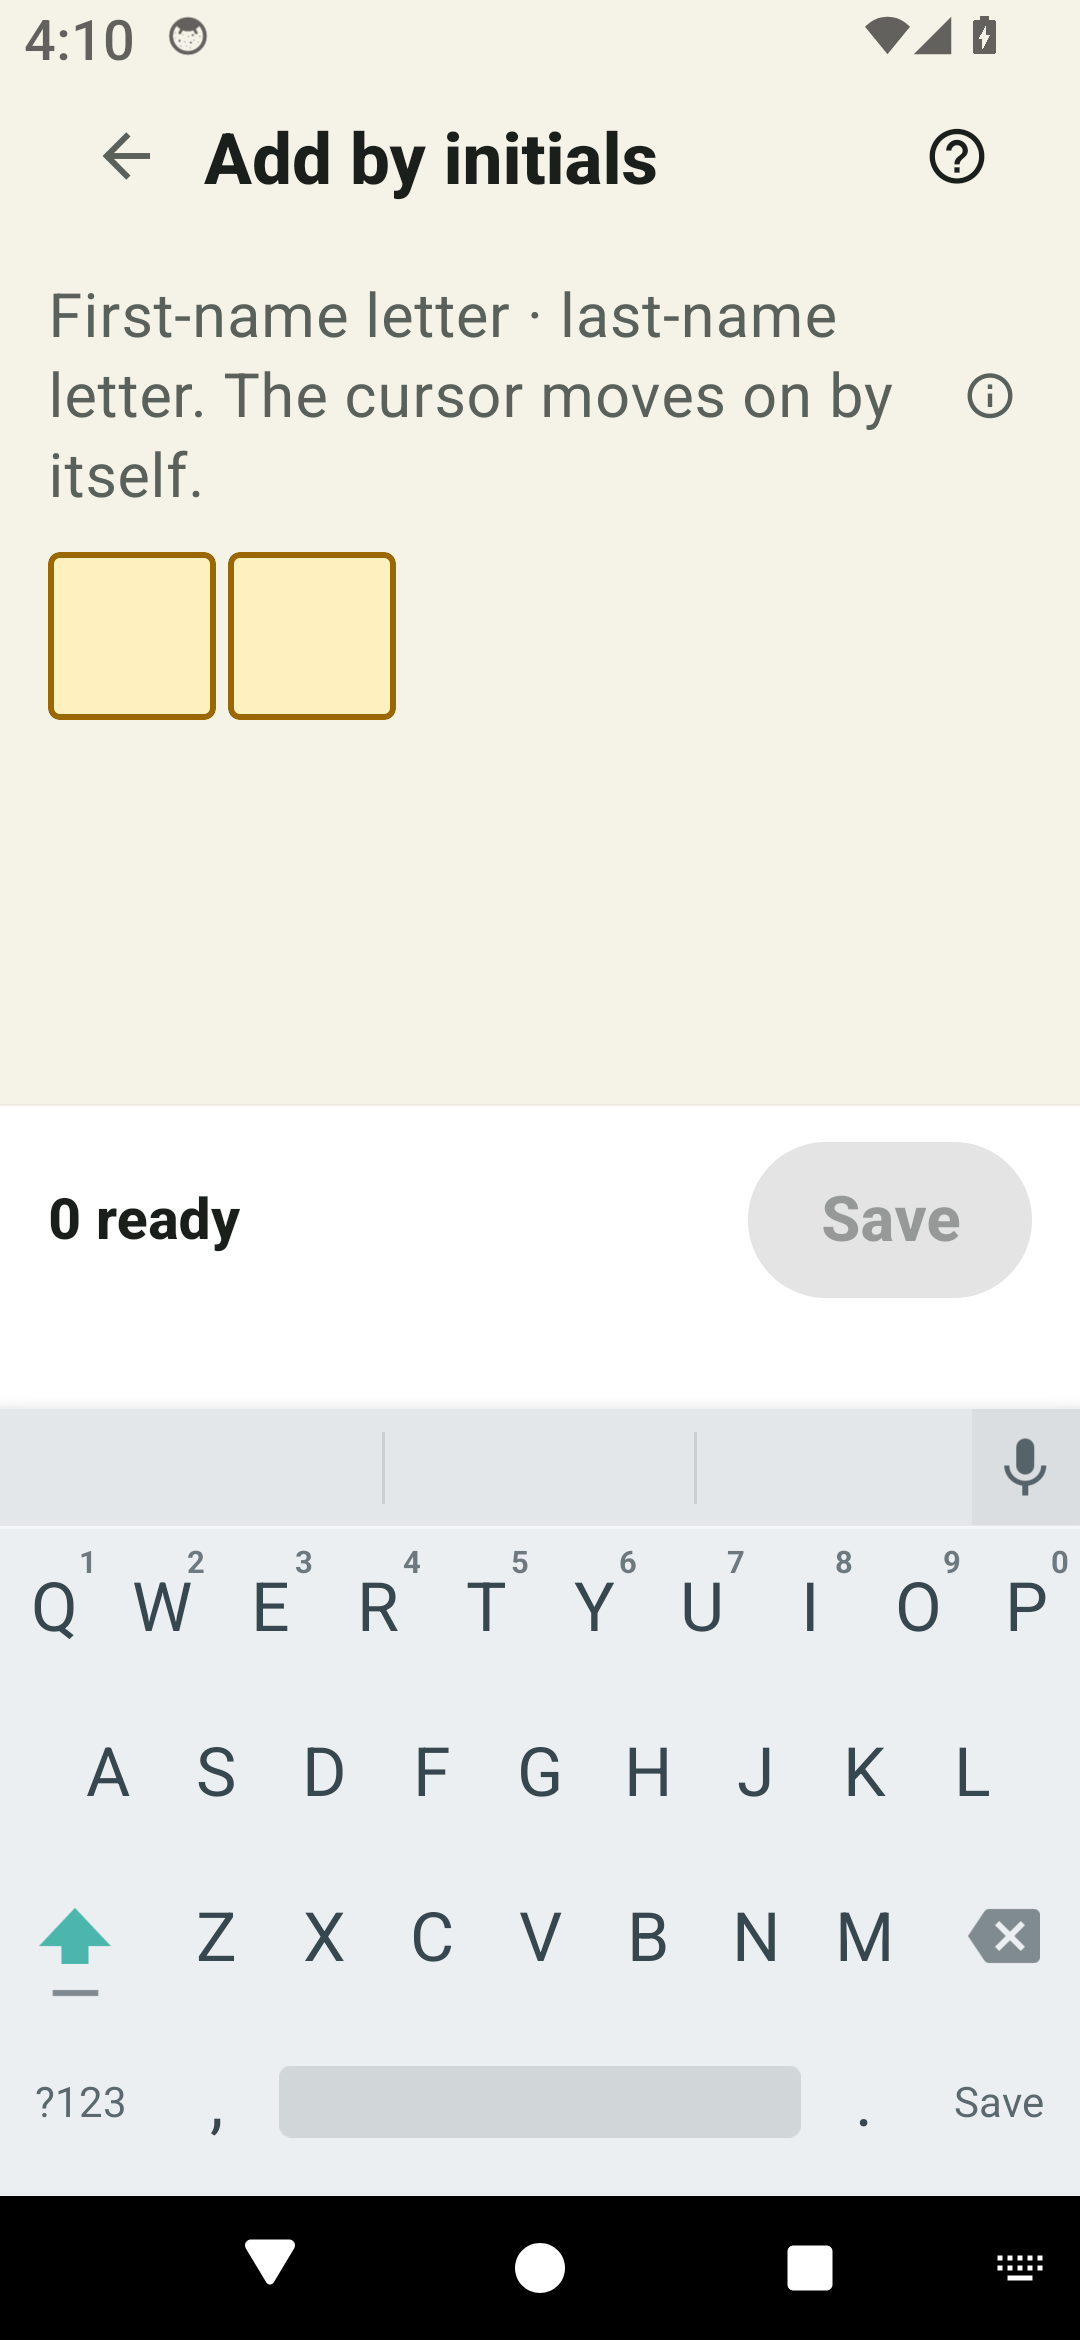 4:10
Add by initials
First-name letter · last-name
letter. The cursor moves on by
itself.
0 ready
Save
1 2 3 4 5 6 7 8 9 0
Q W E R T Y U I O P
A S D F G H J K L
Z X C V B N M
?123 , . Save